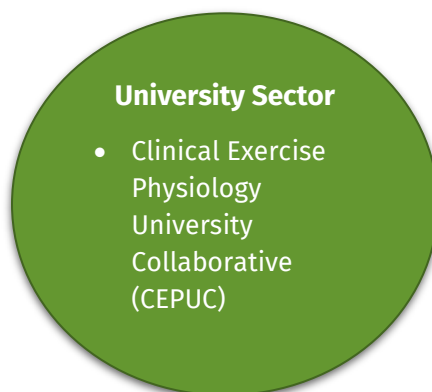 University Sector
• Clinical Exercise
Physiology
University
Collaborative
(CEPUC)